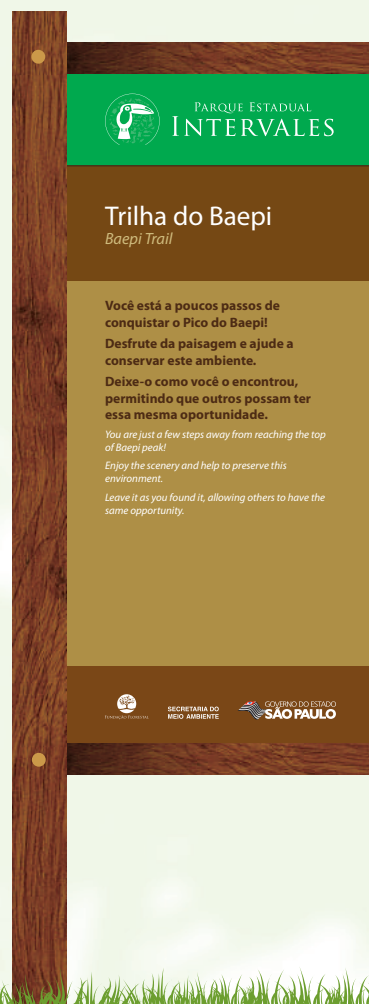 PARQUE ESTADUAL
INTERVALES
Trilha do Baepi
Baepi Trail
Você está a poucos passos de
conquistar o Pico do Baepi!
Desfrute da paisagem e ajude a
conservar este ambiente.
Deixe-o como você o encontrou,
permitindo que outros possam ter
essa mesma oportunidade.
You are just a few steps away from reaching the top
of Baepi peak!
Enjoy the scenery and help to preserve this
environment.
Leave it as you found it, allowing others to have the
same opportunity.
FUNDAÇÃO FLORESTAL
SECRETARIA DO
MEIO AMBIENTE
GOVERNO DO ESTADO
SÃO PAULO